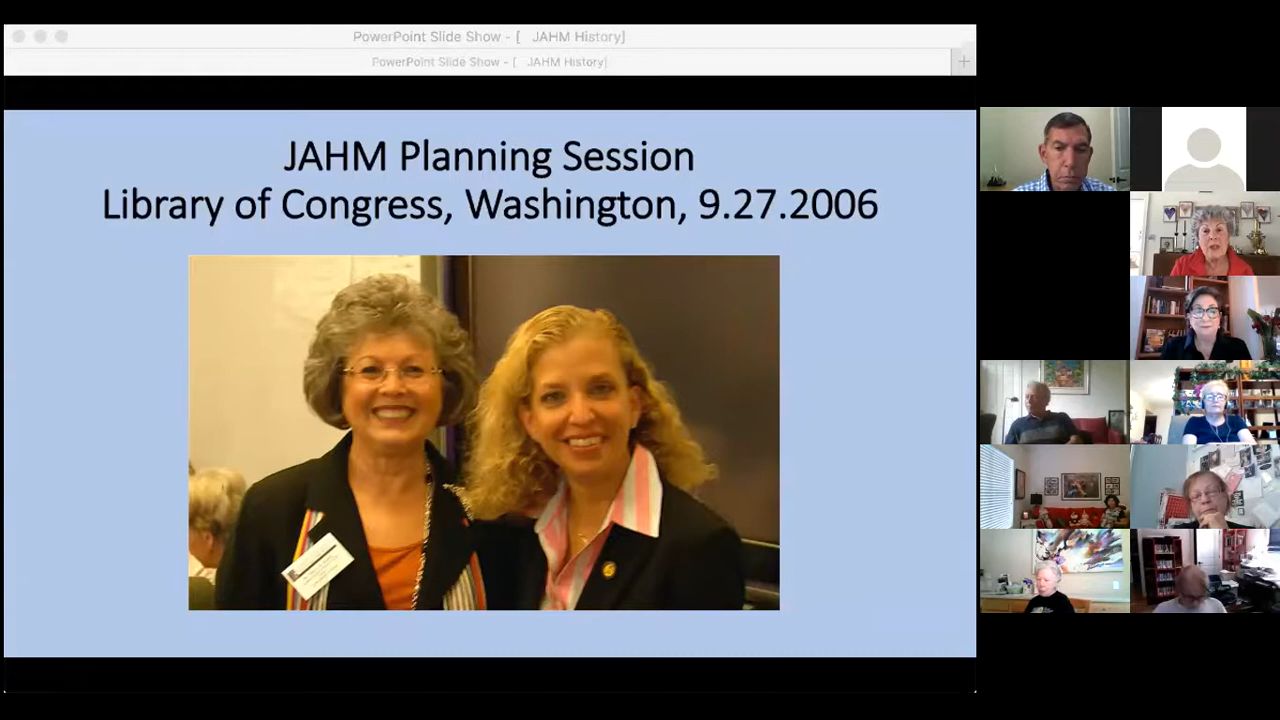 PowerPoint Slide Show - [ JAHM History]
PowerPoint Slide Show - [ JAHM History]
JAHM Planning Session
Library of Congress, Washington, 9.27.2006